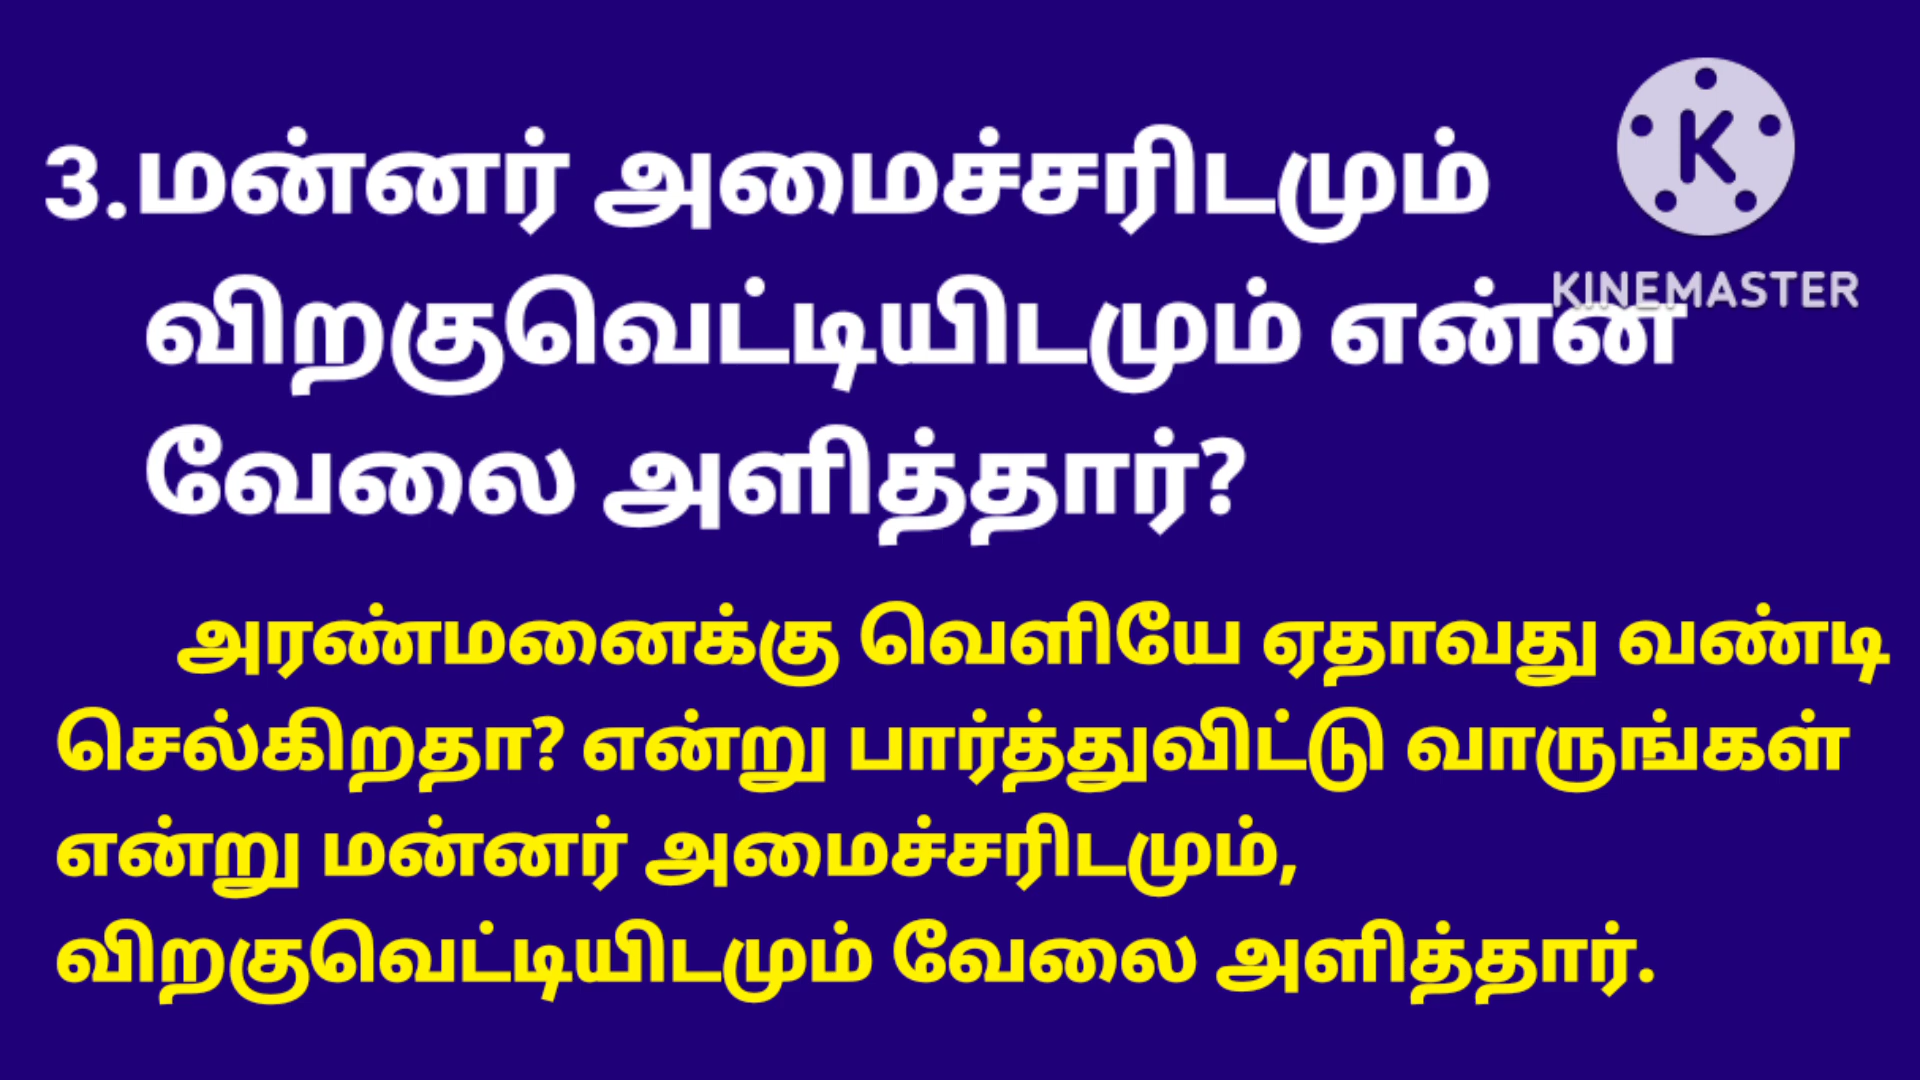 3.மன்னர் அமைச்சரிடமும்
விறகுவெட்டியிடமும் என்ன
வேலை அளித்தார்?
அரண்மனைக்கு வெளியே ஏதாவது வண்டி
செல்கிறதா? என்று பார்த்துவிட்டு வாருங்கள்
என்று மன்னர் அமைச்சரிடமும்,
விறகுவெட்டியிடமும் வேலை அளித்தார்.
K
KINEMASTER